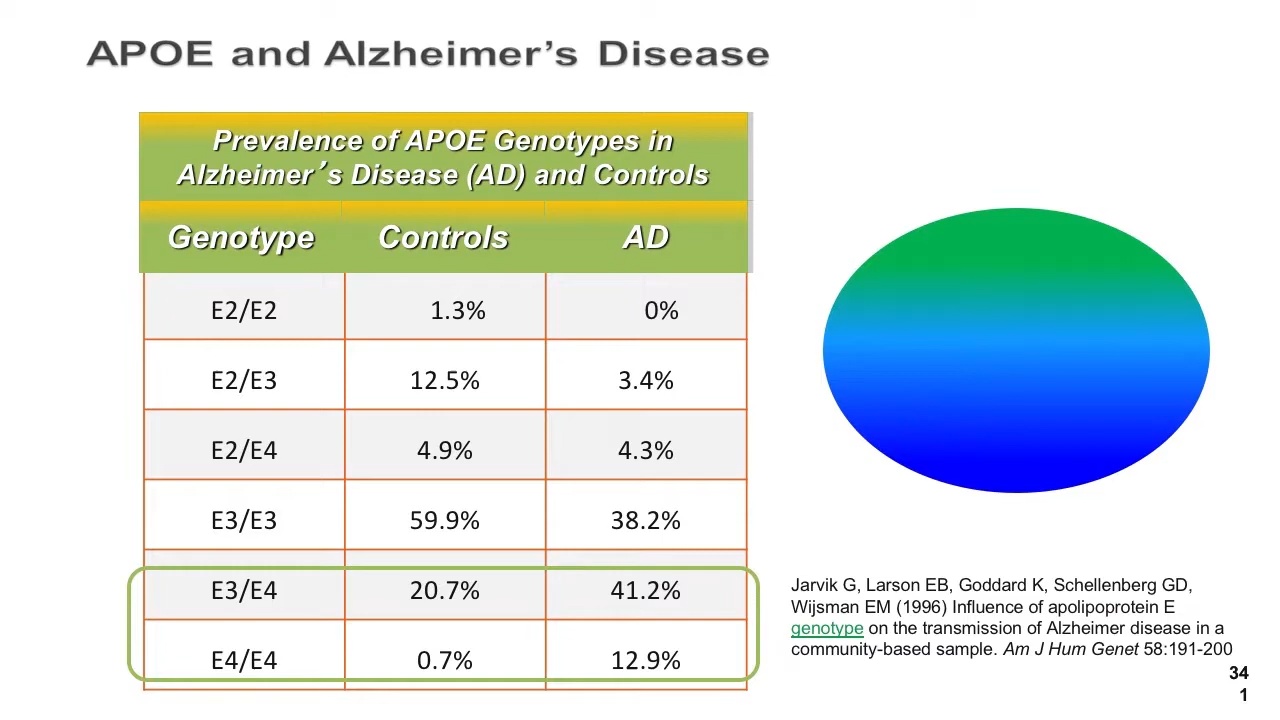 APOE and Alzheimer’s Disease
Prevalence of APOE Genotypes in
Alzheimer’s Disease (AD) and Controls
Genotype Controls AD
E2/E2 1.3% 0%
E2/E3 12.5% 3.4%
E2/E4 4.9% 4.3%
E3/E3 59.9% 38.2%
E3/E4 20.7% 41.2%
E4/E4 0.7% 12.9%
Jarvik G, Larson EB, Goddard K, Schellenberg GD,
Wijsman EM (1996) Influence of apolipoprotein E
genotype on the transmission of Alzheimer disease in a
community-based sample. Am J Hum Genet 58:191-200
34
1